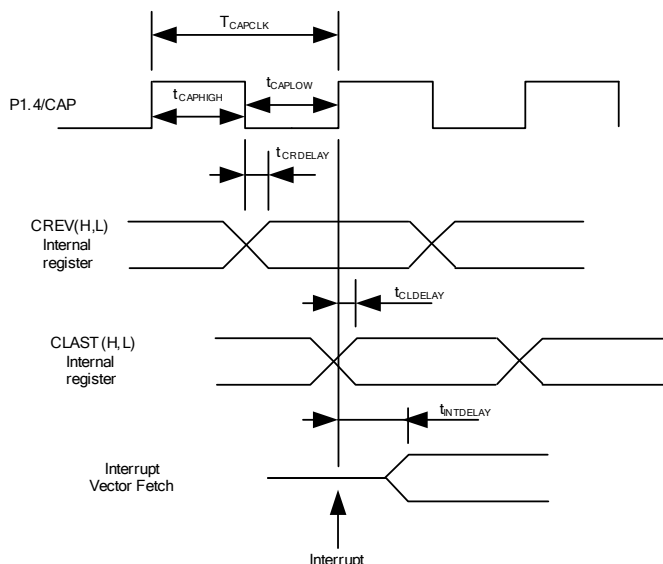 TCAPCLK
tCAPHIGH
tCAPLOW
P1.4/CAP
tCRDELAY
CREV(H,L)
Internal
register
tCLDELAY
CLAST(H,L)
Internal
register
tINTDELAY
Interrupt
Vector Fetch
Interrupt